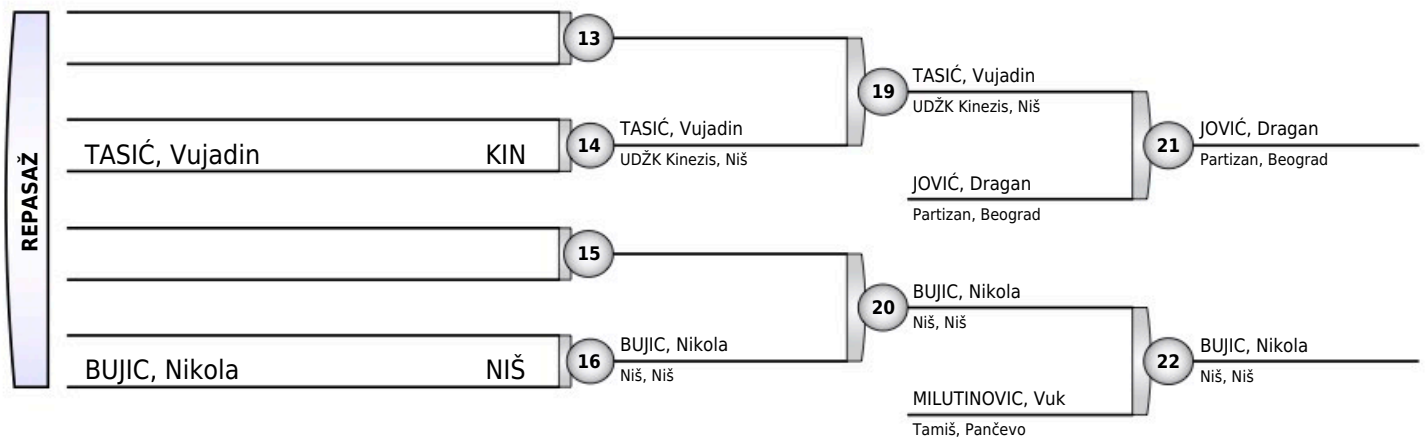 REPASAŽ
13
19
TASIĆ, Vujadin
UDŽK Kinezis, Niš
TASIĆ, Vujadin KIN
14
TASIĆ, Vujadin
UDŽK Kinezis, Niš
21
JOVIĆ, Dragan
Partizan, Beograd
JOVIĆ, Dragan
Partizan, Beograd
15
20
BUJIC, Nikola
Niš, Niš
BUJIC, Nikola NIŠ
16
BUJIC, Nikola
Niš, Niš
22
BUJIC, Nikola
Niš, Niš
MILUTINOVIC, Vuk
Tamiš, Pančevo